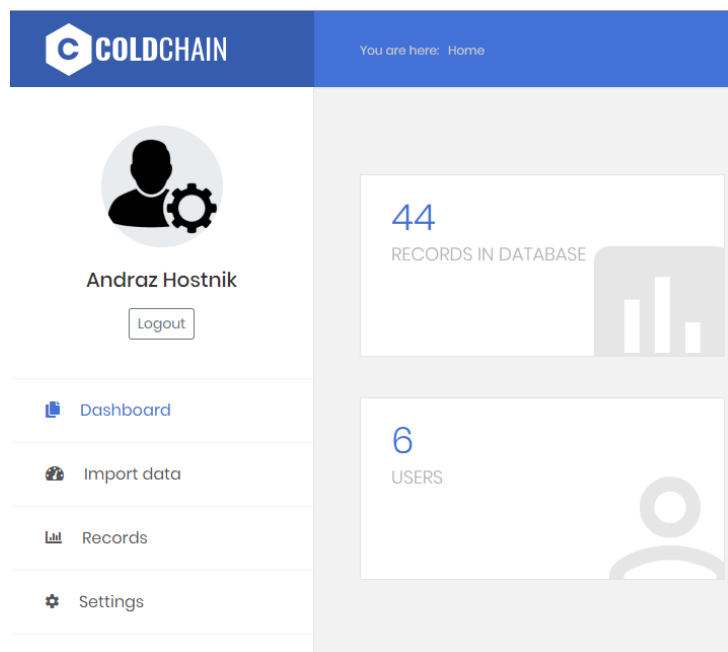 C COLDCHAIN
You are here: Home
Andraz Hostnik
Logout
Dashboard
Import data
Records
Settings
44
RECORDS IN DATABASE
6
USERS